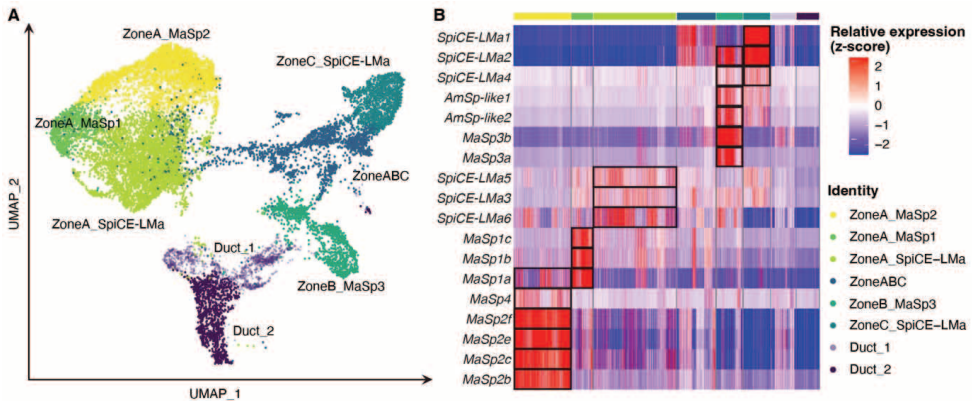 A
ZoneA_MaSp2
ZoneC_SpiCE-LMa
ZoneA_MaSp1
ZoneABC
ZoneA_SpiCE-LMa
Duct_1
ZoneB_MaSp3
Duct_2
UMAP_2
UMAP_1
B
SpiCE-LMa1
SpiCE-LMa2
SpiCE-LMa4
AmSp-like1
AmSp-like2
MaSp3b
MaSp3a
SpiCE-LMa5
SpiCE-LMa3
SpiCE-LMa6
MaSp1c
MaSp1b
MaSp1a
MaSp4
MaSp2f
MaSp2e
MaSp2c
MaSp2b
Relative expression
(z-score)
2
1
0
−1
−2
Identity
ZoneA_MaSp2
ZoneA_MaSp1
ZoneA_SpiCE−LMa
ZoneABC
ZoneB_MaSp3
ZoneC_SpiCE−LMa
Duct_1
Duct_2